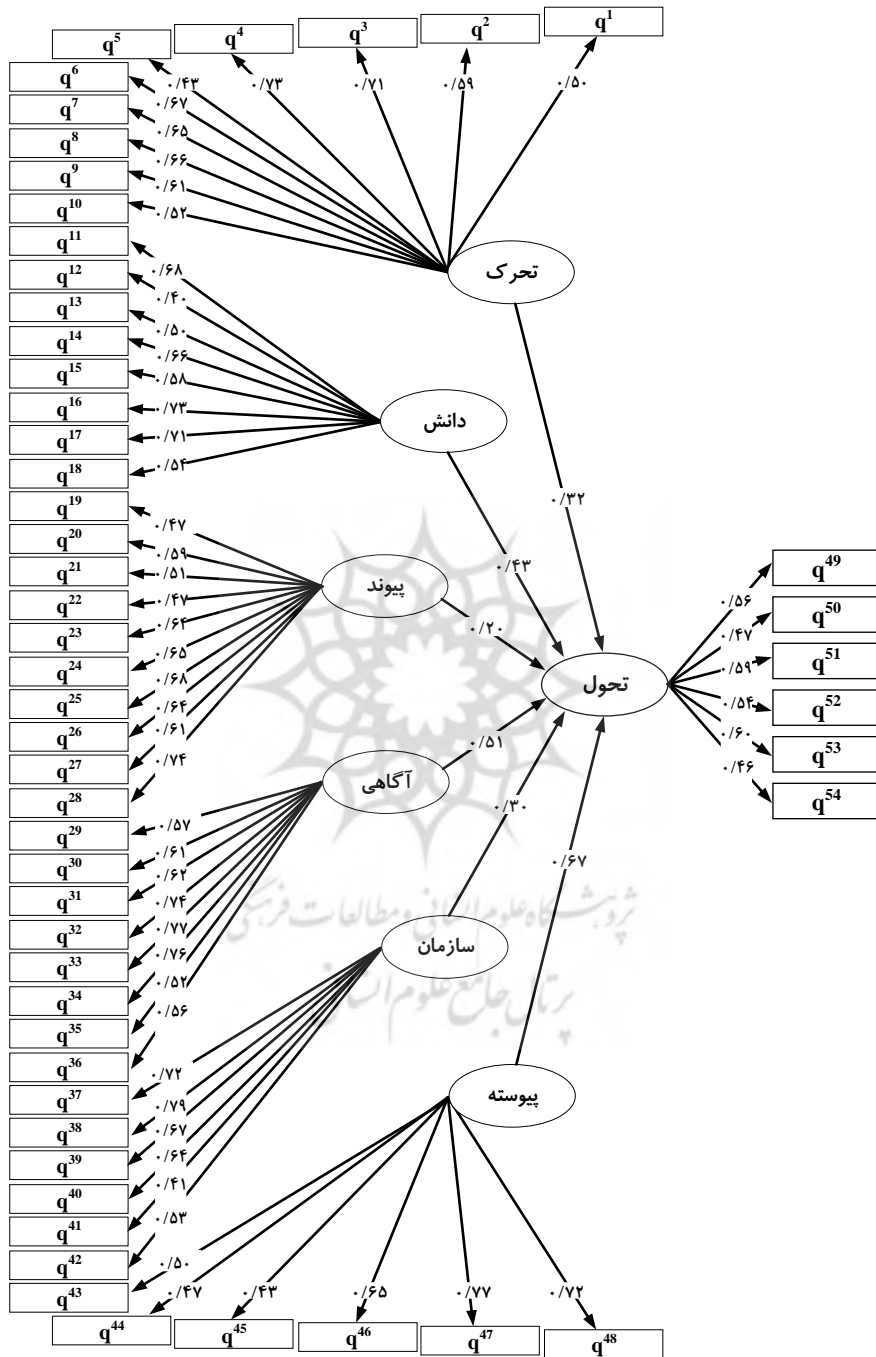 q1
q2
q3
q4
q5
۰/۵۰
۰/۵۹
۰/۷۱
۰/۷۳
۰/۴۳
q6
۰/۶۷
q7
۰/۶۵
q8
۰/۶۶
q9
۰/۶۱
q10
۰/۵۲
تحرک
q11
۰/۶۸
q12
۰/۴۰
q13
۰/۵۰
q14
۰/۶۶
q15
۰/۵۸
q16
۰/۷۳
q17
۰/۷۱
q18
۰/۵۴
دانش
۰/۳۲
۰/۴۳
q19
۰/۴۷
q20
۰/۵۹
q21
۰/۵۱
q22
۰/۴۷
q23
۰/۶۴
q24
۰/۶۵
q25
۰/۶۸
q26
۰/۶۴
q27
۰/۶۱
q28
۰/۷۴
پیوند
۰/۲۰
تحول
q49
۰/۵۶
q50
۰/۴۷
q51
۰/۵۹
q52
۰/۵۴
q53
۰/۶۰
q54
۰/۴۶
آگاهی
۰/۵۱
q29
۰/۵۷
q30
۰/۶۱
q31
۰/۶۲
q32
۰/۷۴
q33
۰/۷۷
q34
۰/۷۶
q35
۰/۵۲
q36
۰/۵۶
۰/۳۰
۰/۶۷
پژوهشگاه علوم انسانی و مطالعات فرهنگی
سازمان
پرتال جامع علوم انسانی
q37
۰/۷۲
q38
۰/۷۹
q39
۰/۶۷
q40
۰/۶۴
q41
۰/۴۱
q42
۰/۵۳
پیوسته
q43
۰/۵۰
۰/۴۷
۰/۴۳
۰/۶۵
۰/۷۷
۰/۷۲
q44
q45
q46
q47
q48